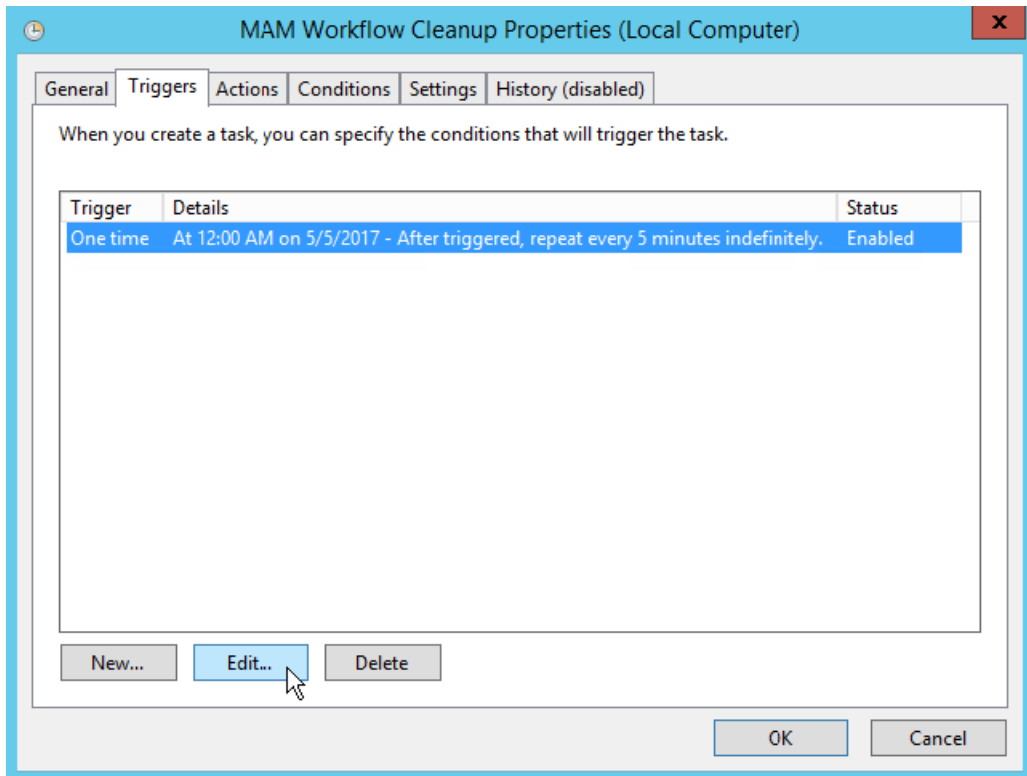 MAM Workflow Cleanup Properties (Local Computer)
x
General Triggers Actions Conditions Settings History (disabled)
When you create a task, you can specify the conditions that will trigger the task.
Trigger Details Status
One time At 12:00 AM on 5/5/2017 - After triggered, repeat every 5 minutes indefinitely. Enabled
New... Edit... Delete
OK Cancel